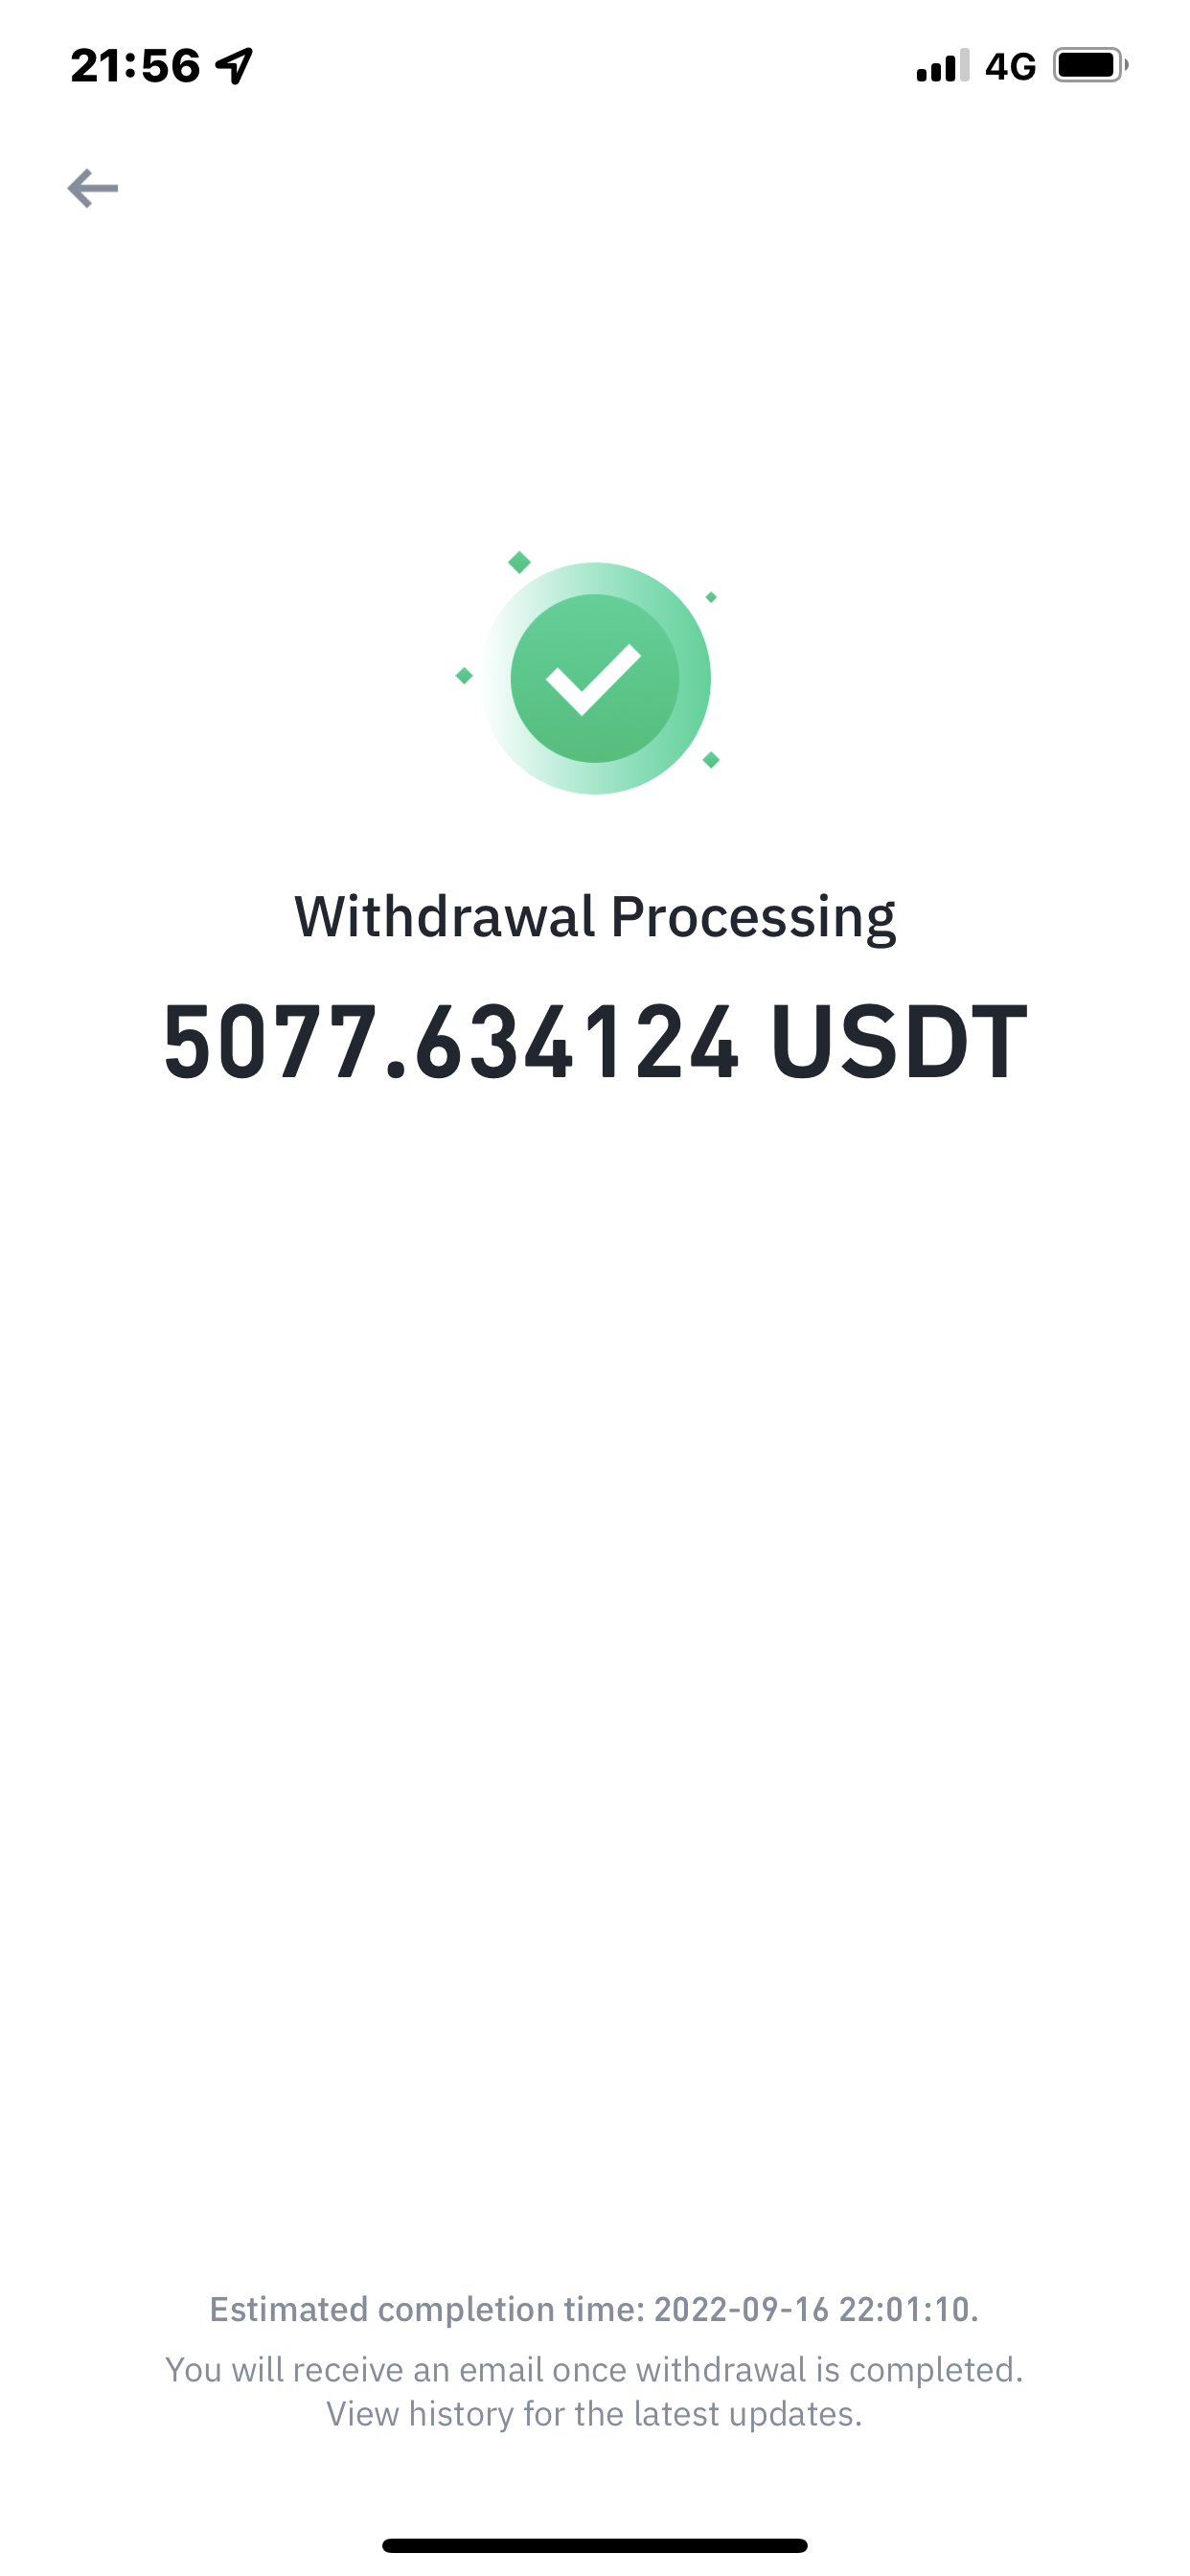 21:56
4G
Withdrawal Processing
5077.634124 USDT
Estimated completion time: 2022-09-16 22:01:10.
You will receive an email once withdrawal is completed.
View history for the latest updates.